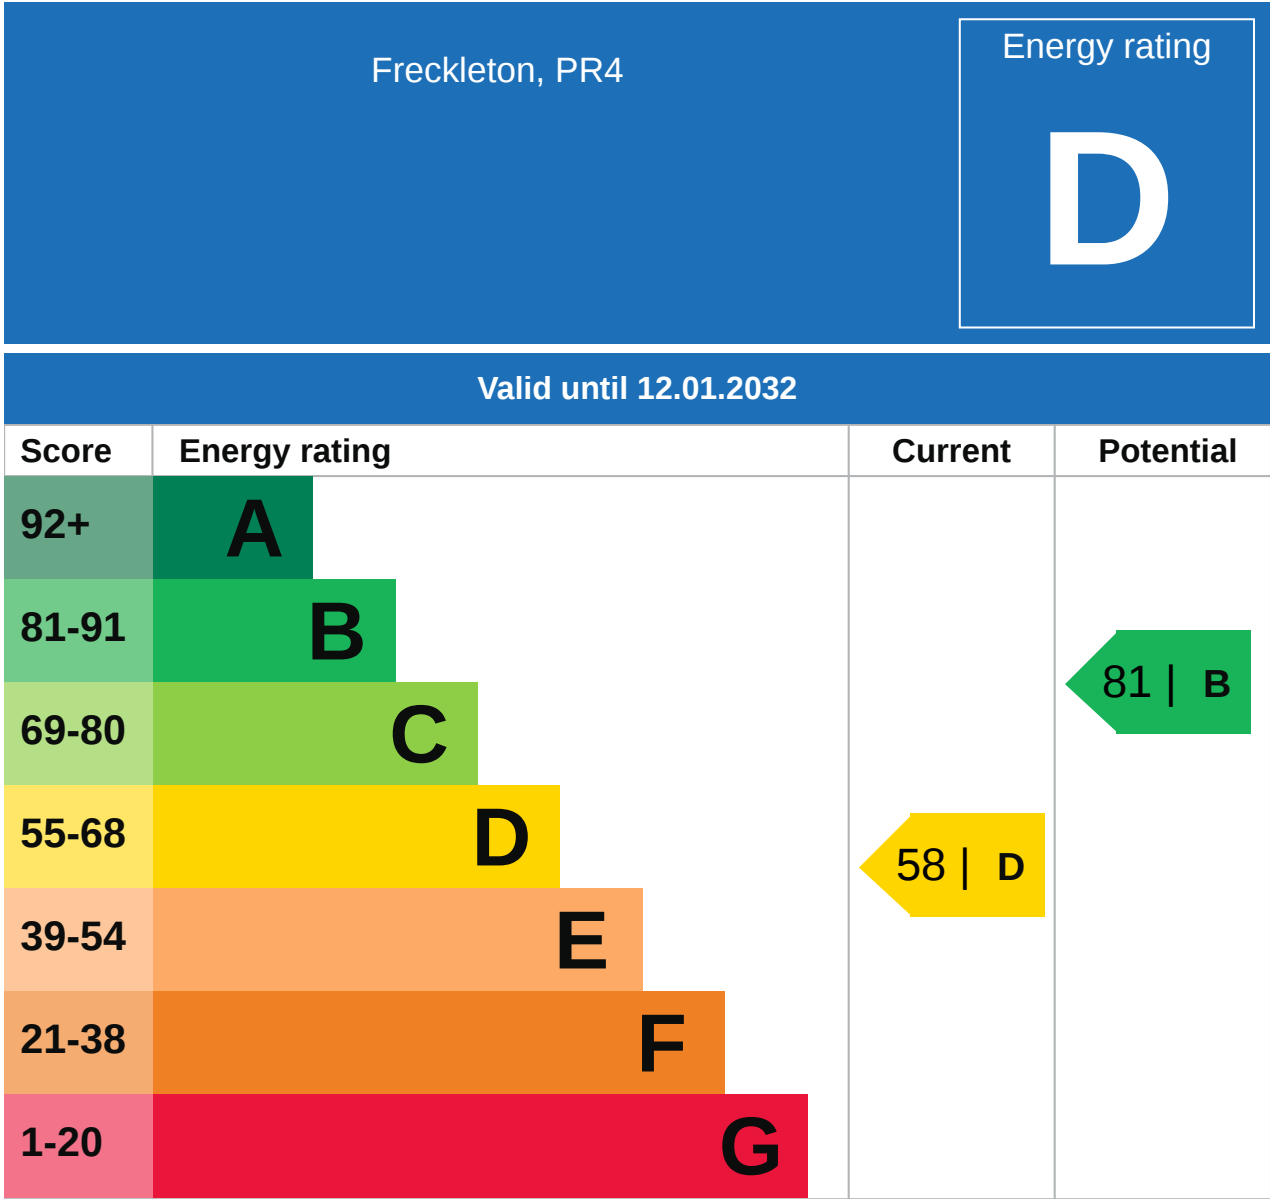 Freckleton, PR4
Energy rating
D
Valid until 12.01.2032
Score Energy rating Current Potential
92+ A
81-91 B
81 | B
69-80 C
55-68 D
58 | D
39-54 E
21-38 F
1-20 G